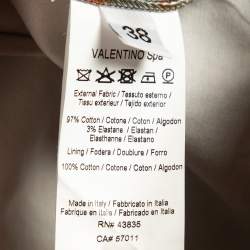 38
VALENTINO SpA
External Fabric / Tessuto esterno /
Tissu exterieur / Tejido exterior
97% Cotton / Cotone / Coton / Algodon
3% Elastane / Elastan /
Elasthanne / Elastan
Lining / Fodera / Doublure / Forro
100% Cotton / Cotone / Coton / Algodon
Made in Italy / Fabbricato in Italia /
Fabrique en Italie / Fabricado en Italia
RN# 43835
CA# 57011